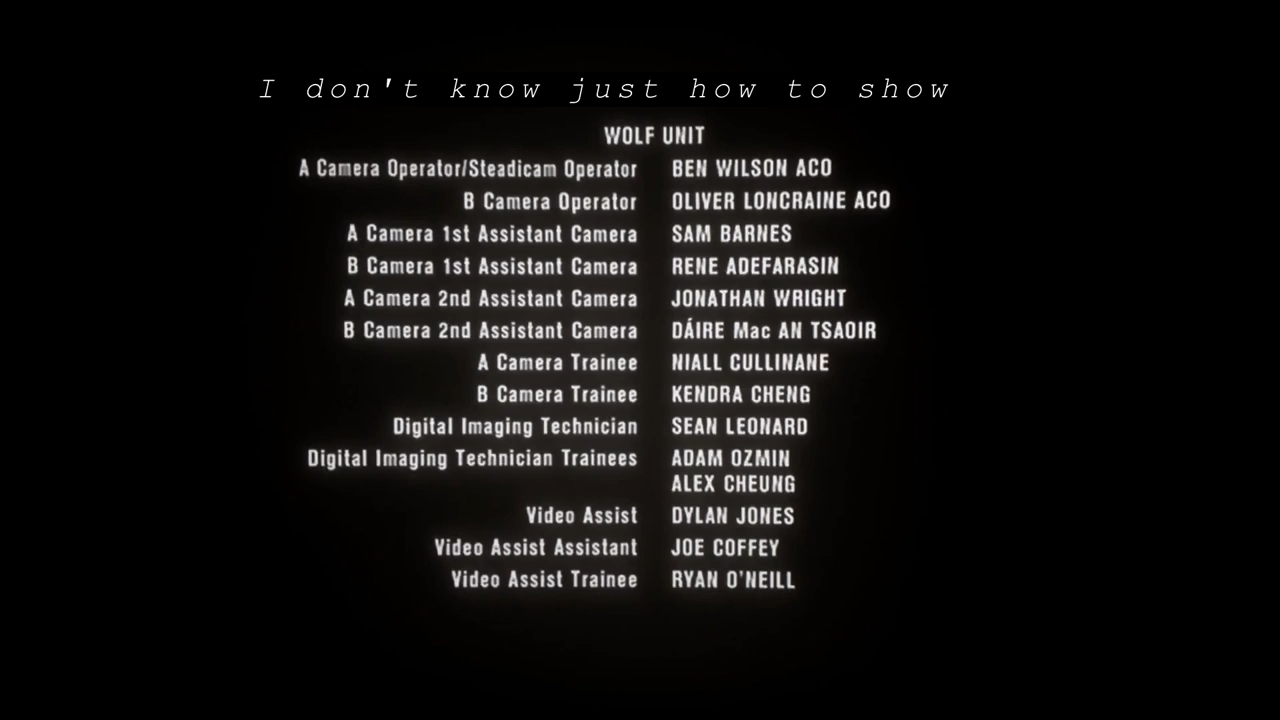 I don't know just how to show
WOLF UNIT
A Camera Operator/Steadicam Operator BEN WILSON ACO
B Camera Operator OLIVER LONCRAINE ACO
A Camera 1st Assistant Camera SAM BARNES
B Camera 1st Assistant Camera RENE ADEFARASIN
A Camera 2nd Assistant Camera JONATHAN WRIGHT
B Camera 2nd Assistant Camera DÁIRE Mac AN TSAOIR
A Camera Trainee NIALL CULLINANE
B Camera Trainee KENDRA CHENG
Digital Imaging Technician SEAN LEONARD
Digital Imaging Technician Trainees ADAM OZMIN
ALEX CHEUNG
Video Assist DYLAN JONES
Video Assist Assistant JOE COFFEY
Video Assist Trainee RYAN O'NEILL